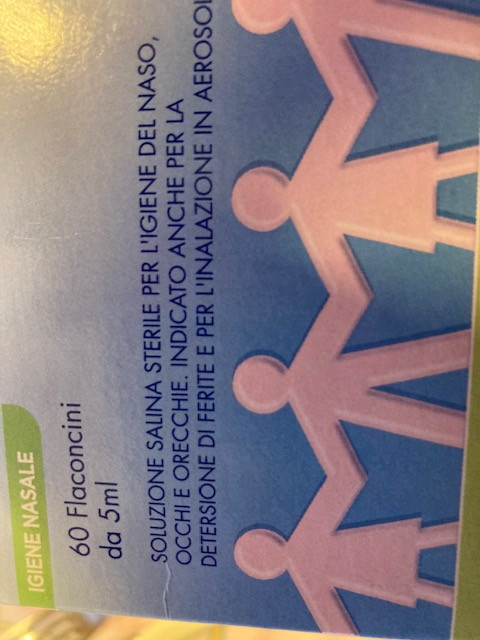 IGIENE NASALE
60 Flaconcini
da 5ml
SOLUZIONE SALINA STERILE PER L'IGIENE DEL NASO,
OCCHI E ORECCHIE. INDICATO ANCHE PER LA
DETERSIONE DI FERITE E PER L'INALAZIONE IN AEROSOL